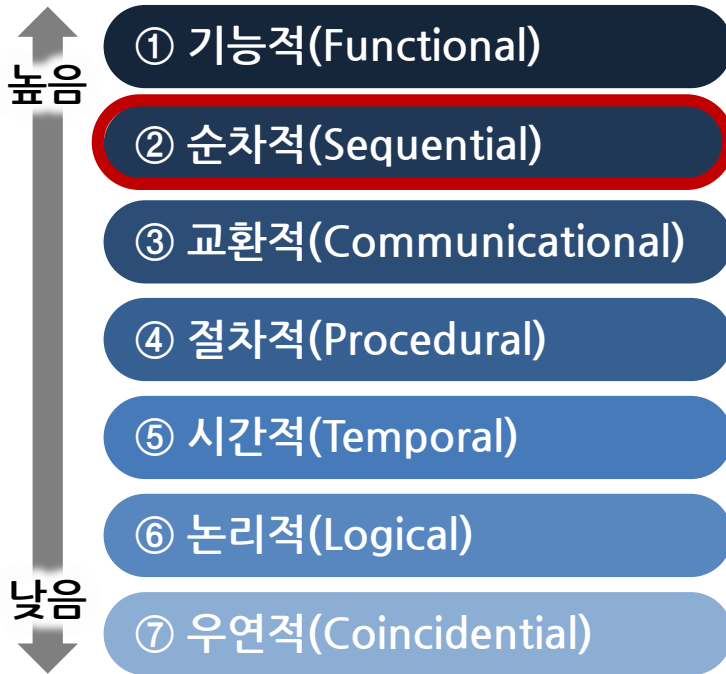 높음
① 기능적(Functional)
② 순차적(Sequential)
③ 교환적(Communicational)
④ 절차적(Procedural)
⑤ 시간적(Temporal)
⑥ 논리적(Logical)
낮음
⑦ 우연적(Coincidential)